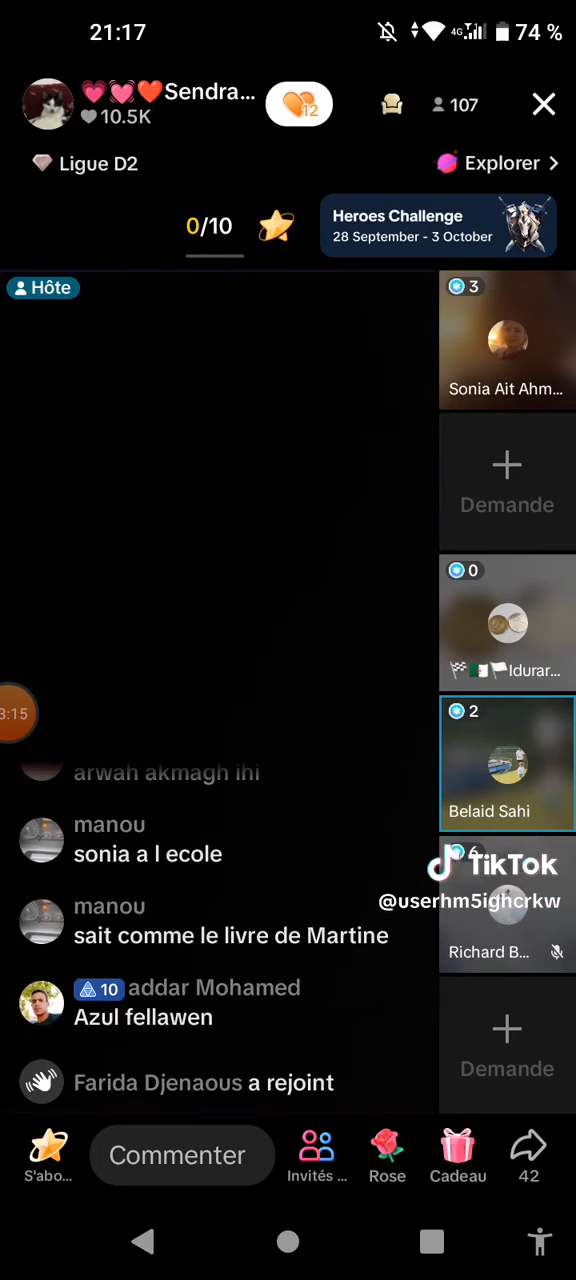 21:17
4G
74 %
💗💓❤️Sendra...
12
107
10.5K
Ligue D2
Explorer
0/10
Heroes Challenge
28 September - 3 October
Hôte
3
Sonia Ait Ahm...
Demande
0
🏁🇩🇿🏳Idurar...
3:15
2
Belaid Sahi
arwah akmagh ihi
manou
sonia a l ecole
TikTok
@userhm5ighcrkw
manou
sait comme le livre de Martine
Richard B...
10 addar Mohamed
Azul fellawen
Demande
Farida Djenaous a rejoint
Commenter
S'abo...
Invités ...
Rose
Cadeau
42